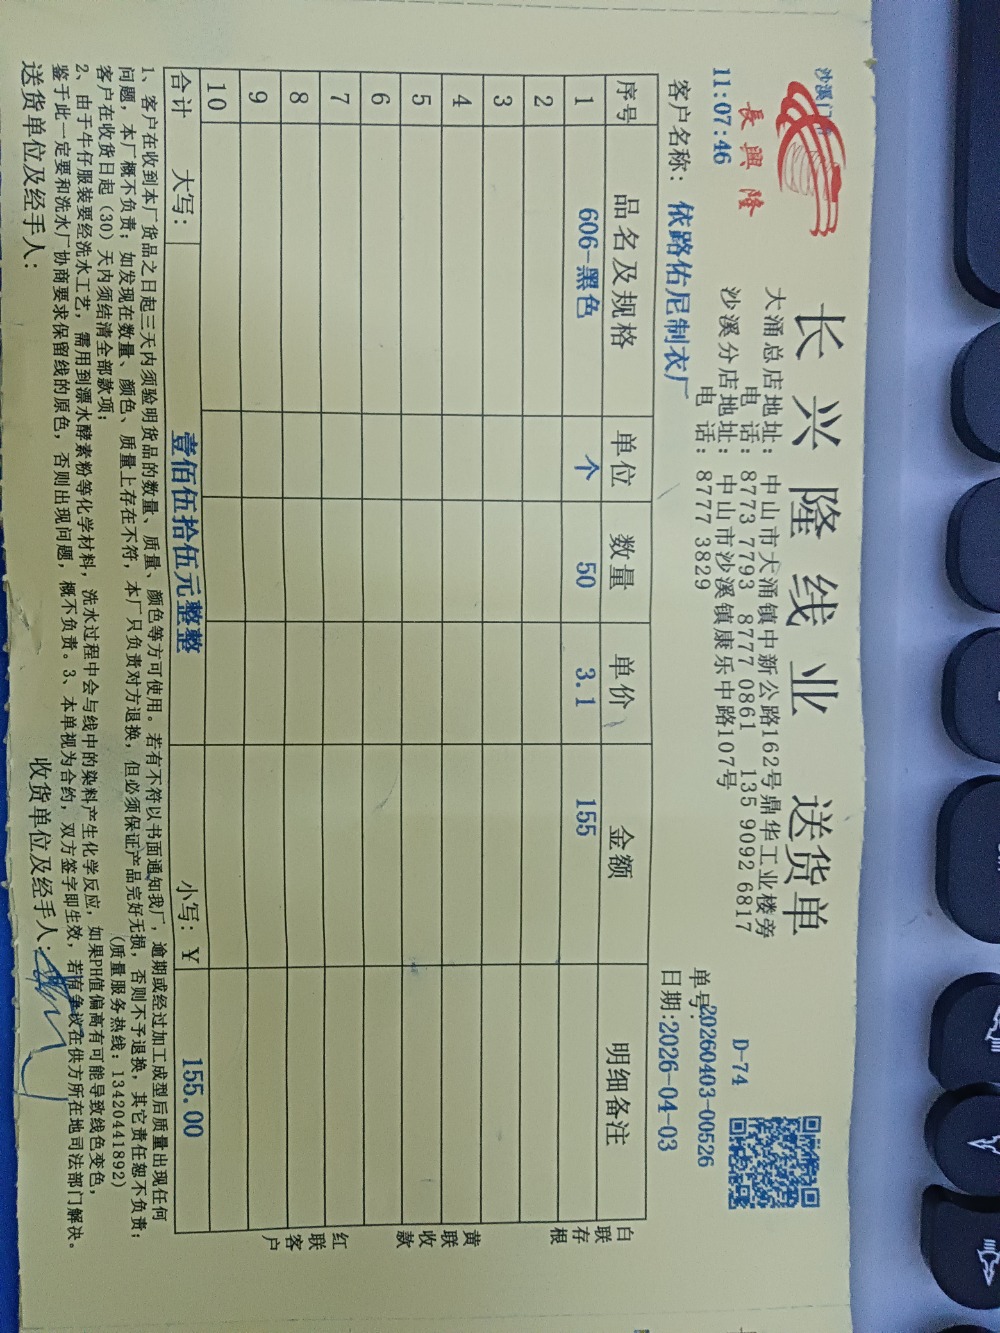 沙溪门
11:07:46
長興隆
长兴隆线业 送货单
大涌总店地址: 中山市大涌镇中新公路162号鼎华工业楼旁
电 话: 8773 7793 8777 0861 135 9092 6817
沙溪分店地址: 中山市沙溪镇康乐中路107号
电 话: 8777 3829
D-74
单号:20260403-00526
客户名称: 依路佑尼制衣厂
日期:2026-04-03
序号 品名及规格 单位 数量 单价 金额 明细备注
1 606-黑色 个 50 3.1 155
2
3
4
5
6
7
8
9
10
合计 大写: 壹佰伍拾伍元整整 小写: ¥ 155.00
白联存根
黄联收款
红联客户
1、客户在收到本厂货品之日起三天内须验明货品的数量、质量、颜色等方可使用。若有不符以书面通知我厂,逾期或经过加工成型后质量出现任何
问题,本厂概不负责;如发现在数量、颜色、质量上存在不符,本厂只负责对方退换,但必须保证产品完好无损,否则不予退换,其它责任恕不负责;
客户在收货日起(30)天内须结清全部款项; (质量服务热线:13420441892)
2、由于牛仔服装要经洗水工艺,需用到漂水酵素粉等化学材料,洗水过程中会与线中的染料产生化学反应,如果PH值偏高有可能导致线色变色,
鉴于此一定要和洗水厂协商要求保留线的原色,否则出现问题,概不负责。3、本单视为合约,双方签字即生效,若有争议在供方所在地司法部门解决。
送货单位及经手人: 收货单位及经手人: